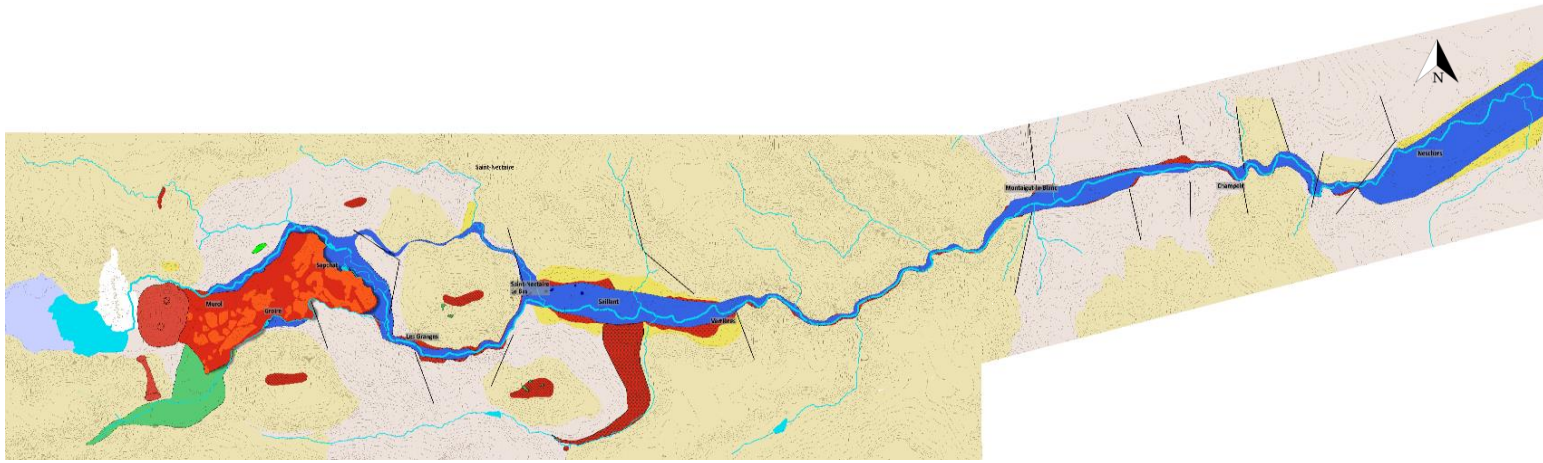 N
Neschers
Saint-Nectaire
Montaigut-le-Blanc
Champeix
Sapchat
Saint-Nectaire
Le Bas
Saillant
Murol
Groire
Verrières
Les Granges